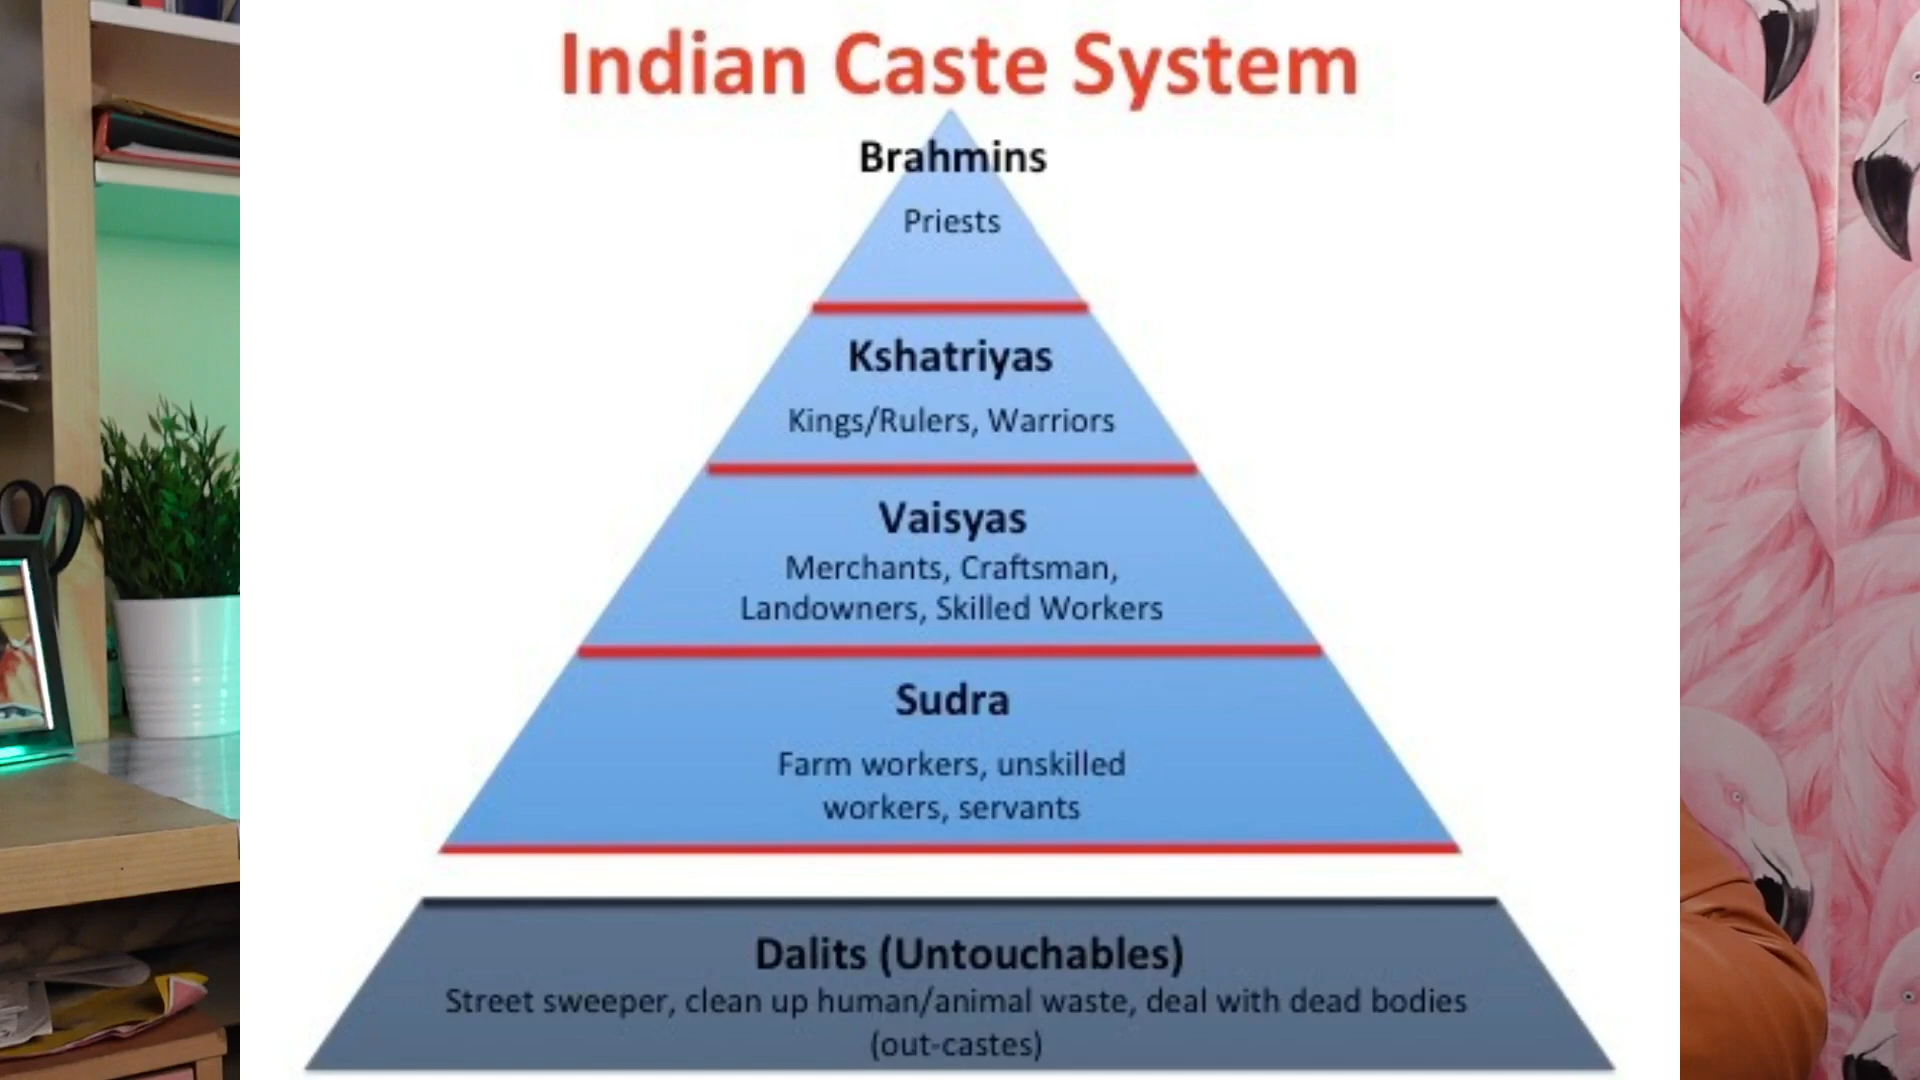 Indian Caste System
Brahmins
Priests
Kshatriyas
Kings/Rulers, Warriors
Vaisyas
Merchants, Craftsman,
Landowners, Skilled Workers
Sudra
Farm workers, unskilled
workers, servants
Dalits (Untouchables)
Street sweeper, clean up human/animal waste, deal with dead bodies
(out-castes)